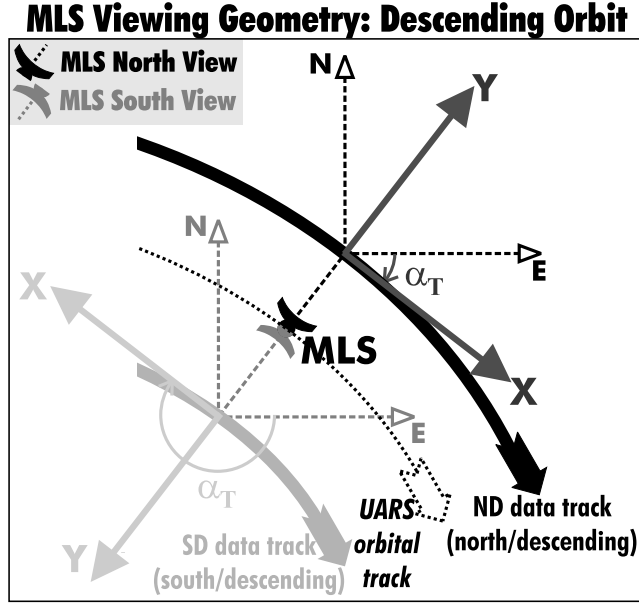 MLS Viewing Geometry: Descending Orbit
MLS North View
MLS South View
N
Y
E
αT
X
N
X
MLS
E
αT
Y
UARS
orbital
track
ND data track
(north/descending)
SD data track
(south/descending)